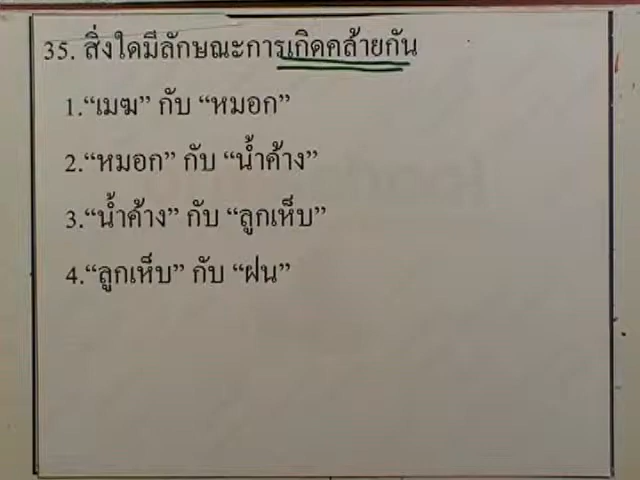 35. สิ่งใดมีลักษณะการเกิดคล้ายกัน
1.“เมฆ” กับ “หมอก”
2.“หมอก” กับ “น้ำค้าง”
3.“น้ำค้าง” กับ “ลูกเห็บ”
4.“ลูกเห็บ” กับ “ฝน”